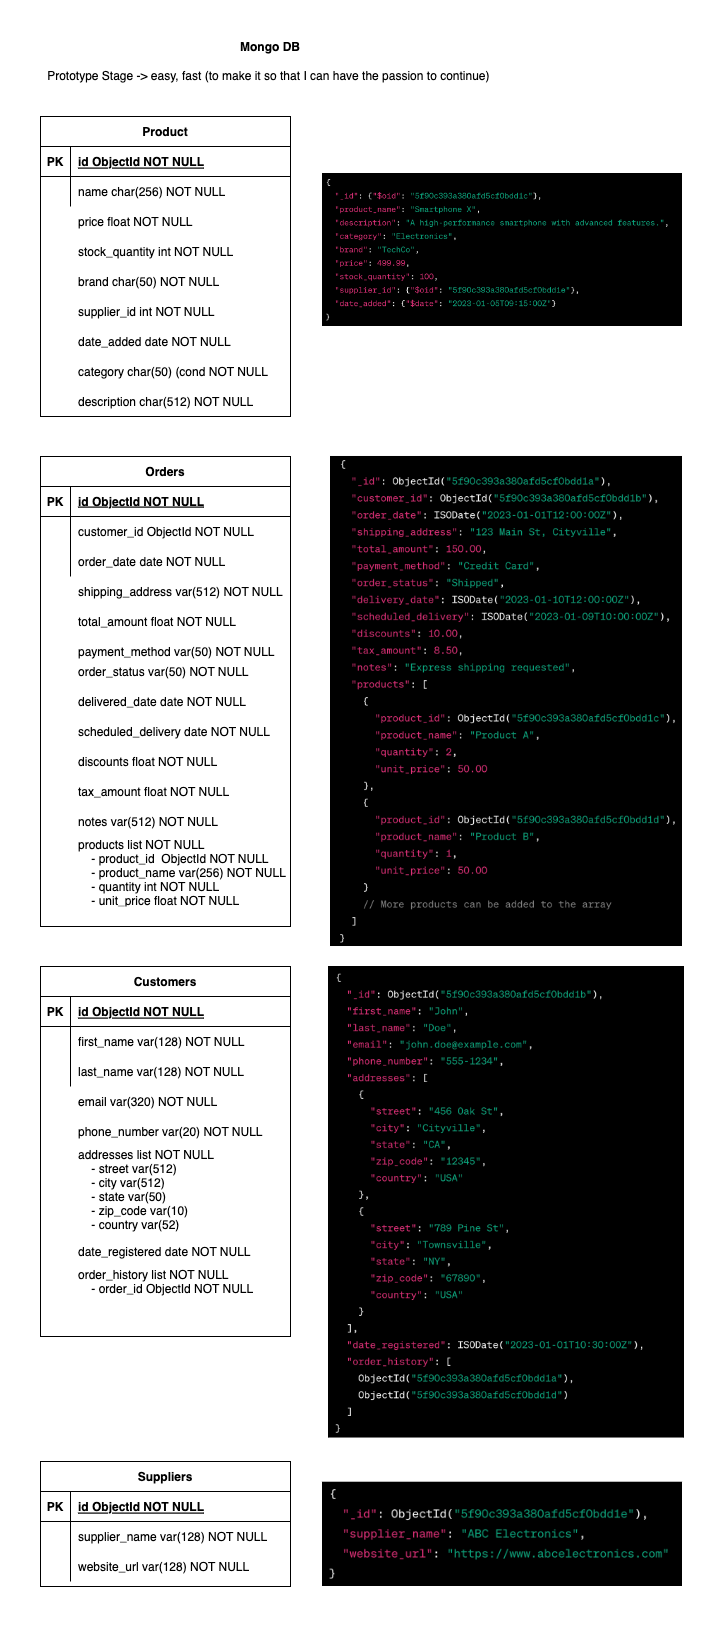 Mongo DB
Prototype Stage -> easy, fast (to make it so that I can have the passion to continue)
Product
PK id ObjectId NOT NULL
name char(256) NOT NULL
price float NOT NULL
stock_quantity int NOT NULL
brand char(50) NOT NULL
supplier_id int NOT NULL
date_added date NOT NULL
category char(50) (cond NOT NULL
description char(512) NOT NULL
{
"_id": {"$oid": "5f90c393a380afd5cf0bdd1c"},
"product_name": "Smartphone X",
"description": "A high-performance smartphone with advanced features.",
"category": "Electronics",
"brand": "TechCo",
"price": 499.99,
"stock_quantity": 100,
"supplier_id": {"$oid": "5f90c393a380afd5cf0bdd1e"},
"date_added": {"$date": "2023-01-05T09:15:00Z"}
}
Orders
PK id ObjectId NOT NULL
customer_id ObjectId NOT NULL
order_date date NOT NULL
shipping_address var(512) NOT NULL
total_amount float NOT NULL
payment_method var(50) NOT NULL
order_status var(50) NOT NULL
delivered_date date NOT NULL
scheduled_delivery date NOT NULL
discounts float NOT NULL
tax_amount float NOT NULL
notes var(512) NOT NULL
products list NOT NULL
- product_id  ObjectId NOT NULL
- product_name var(256) NOT NULL
- quantity int NOT NULL
- unit_price float NOT NULL
{
"_id": ObjectId("5f90c393a380afd5cf0bdd1a"),
"customer_id": ObjectId("5f90c393a380afd5cf0bdd1b"),
"order_date": ISODate("2023-01-01T12:00:00Z"),
"shipping_address": "123 Main St, Cityville",
"total_amount": 150.00,
"payment_method": "Credit Card",
"order_status": "Shipped",
"delivery_date": ISODate("2023-01-10T12:00:00Z"),
"scheduled_delivery": ISODate("2023-01-09T10:00:00Z"),
"discounts": 10.00,
"tax_amount": 8.50,
"notes": "Express shipping requested",
"products": [
{
"product_id": ObjectId("5f90c393a380afd5cf0bdd1c"),
"product_name": "Product A",
"quantity": 2,
"unit_price": 50.00
},
{
"product_id": ObjectId("5f90c393a380afd5cf0bdd1d"),
"product_name": "Product B",
"quantity": 1,
"unit_price": 50.00
}
// More products can be added to the array
]
}
Customers
PK id ObjectId NOT NULL
first_name var(128) NOT NULL
last_name var(128) NOT NULL
email var(320) NOT NULL
phone_number var(20) NOT NULL
addresses list NOT NULL
- street var(512)
- city var(512)
- state var(50)
- zip_code var(10)
- country var(52)
date_registered date NOT NULL
order_history list NOT NULL
- order_id ObjectId NOT NULL
{
"_id": ObjectId("5f90c393a380afd5cf0bdd1b"),
"first_name": "John",
"last_name": "Doe",
"email": "john.doe@example.com",
"phone_number": "555-1234",
"addresses": [
{
"street": "456 Oak St",
"city": "Cityville",
"state": "CA",
"zip_code": "12345",
"country": "USA"
},
{
"street": "789 Pine St",
"city": "Townsville",
"state": "NY",
"zip_code": "67890",
"country": "USA"
}
],
"date_registered": ISODate("2023-01-01T10:30:00Z"),
"order_history": [
ObjectId("5f90c393a380afd5cf0bdd1a"),
ObjectId("5f90c393a380afd5cf0bdd1d")
]
}
Suppliers
PK id ObjectId NOT NULL
supplier_name var(128) NOT NULL
website_url var(128) NOT NULL
{
"_id": ObjectId("5f90c393a380afd5cf0bdd1e"),
"supplier_name": "ABC Electronics",
"website_url": "https://www.abcelectronics.com"
}